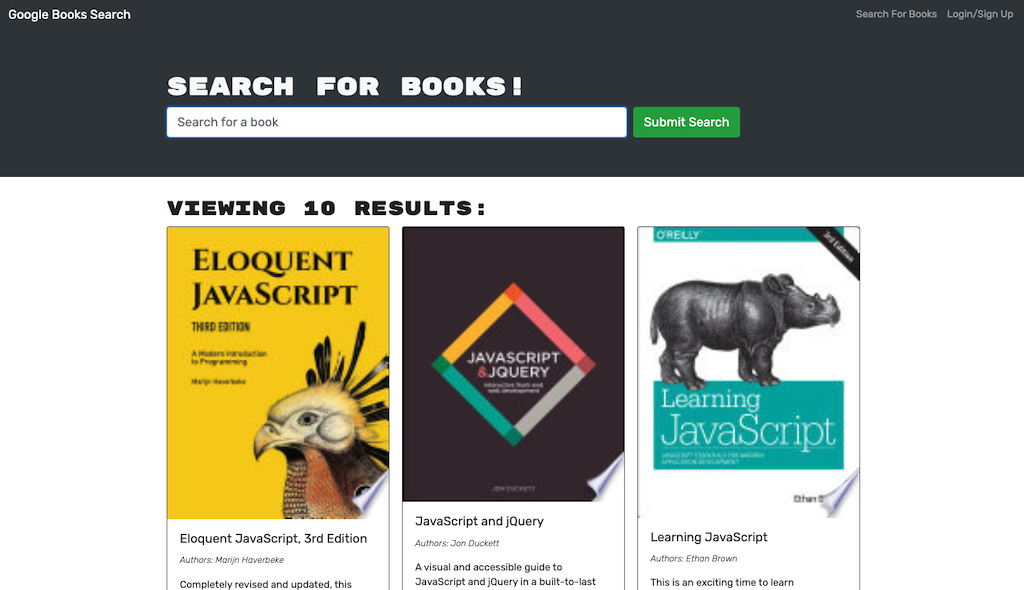 Google Books Search
Search For Books Login/Sign Up
SEARCH FOR BOOKS!
Search for a book
Submit Search
VIEWING 10 RESULTS:
ELOQUENT
JAVASCRIPT
THIRD EDITION
A Modern Introduction
to Programming
Marijn Haverbeke
Eloquent JavaScript, 3rd Edition
Authors: Marijn Haverbeke
Completely revised and updated, this
JAVASCRIPT
&JQUERY
interactive front-end
web development
JON DUCKETT
JavaScript and jQuery
Authors: Jon Duckett
A visual and accessible guide to
JavaScript and jQuery in a built-to-last
O'REILLY
3rd Edition
Learning
JavaScript
JAVASCRIPT ESSENTIALS FOR MODERN
APPLICATION DEVELOPMENT
Ethan
Learning JavaScript
Authors: Ethan Brown
This is an exciting time to learn